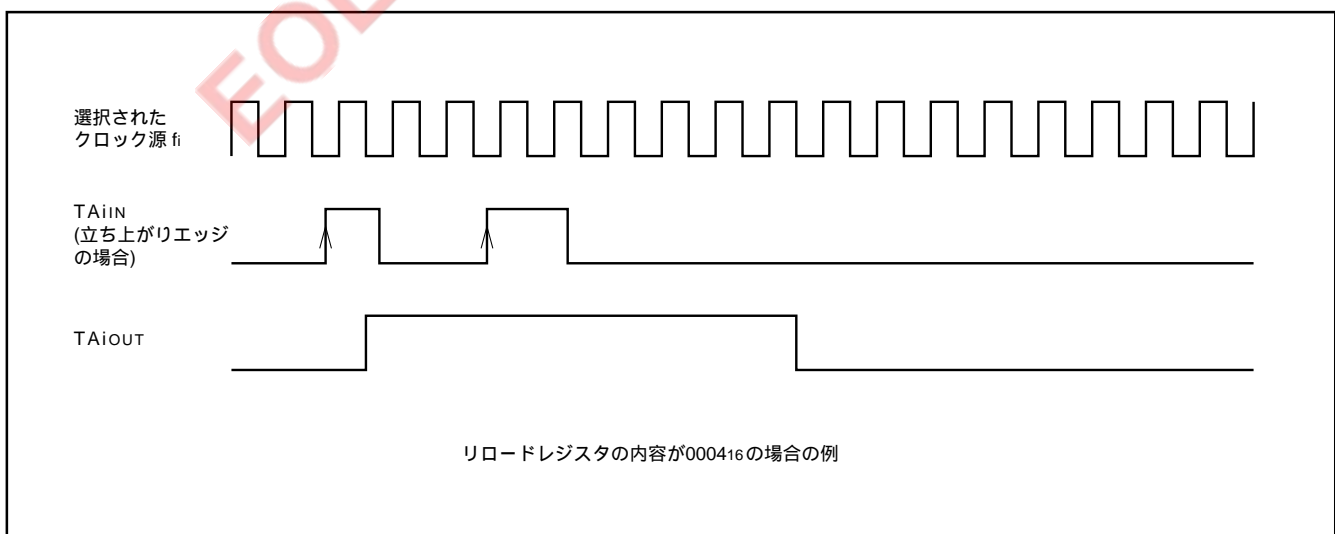 EOL
選択された
クロック源 fi
TAiIN
(立ち上がりエッジ
の場合)
TAiOUT
リロードレジスタの内容が000416の場合の例